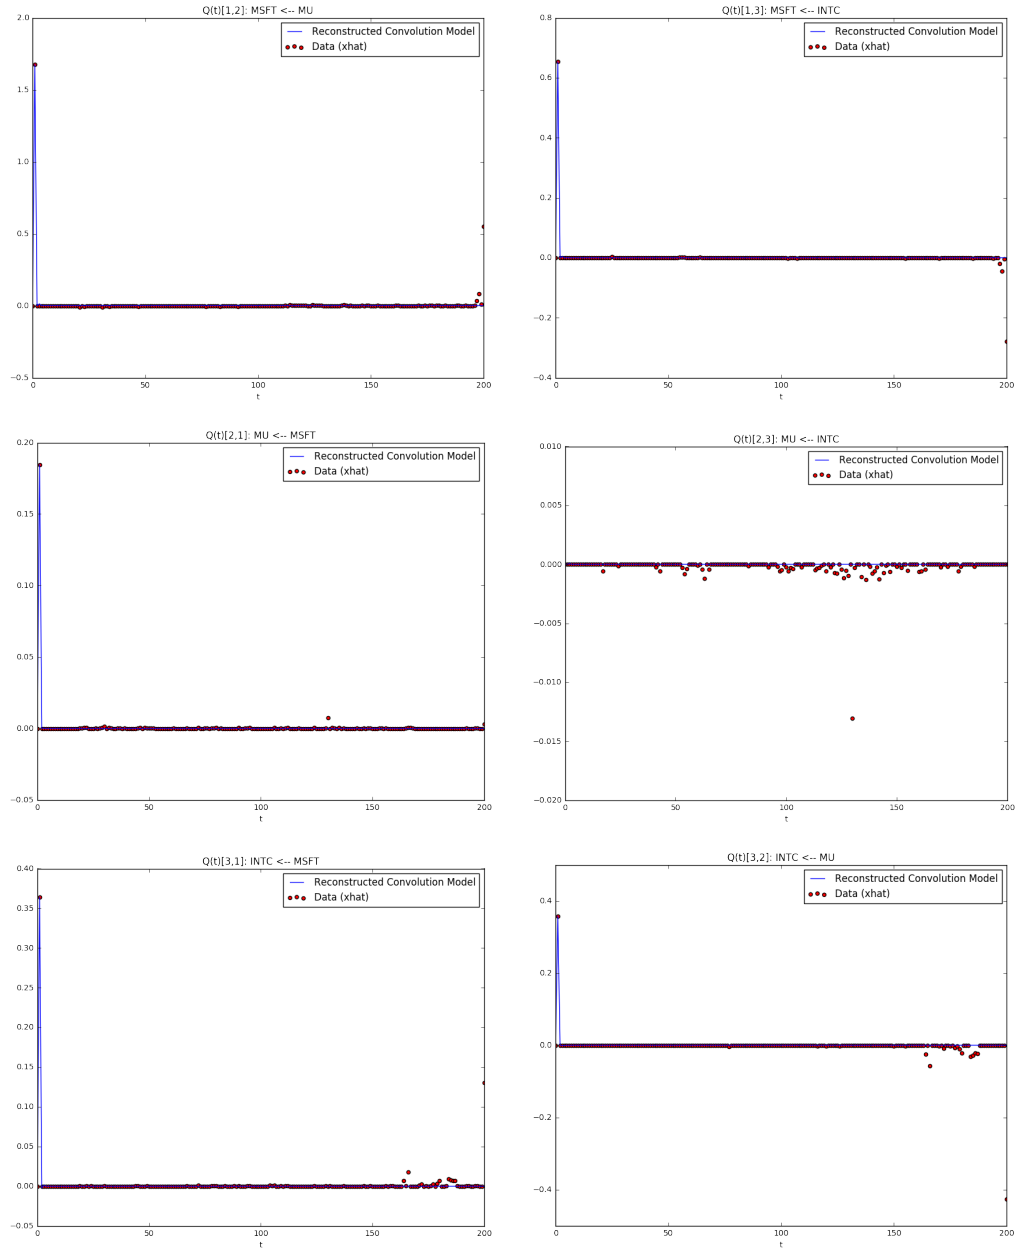 Q(t)[1,2]: MSFT <-- MU
2.0
1.5
1.0
0.5
0.0
−0.5
0
50
100
150
200
t
Reconstructed Convolution Model
Data (xhat)
Q(t)[1,3]: MSFT <-- INTC
0.8
0.6
0.4
0.2
0.0
−0.2
−0.4
0
50
100
150
200
t
Reconstructed Convolution Model
Data (xhat)
Q(t)[2,1]: MU <-- MSFT
0.20
0.15
0.10
0.05
0.00
−0.05
0
50
100
150
200
t
Reconstructed Convolution Model
Data (xhat)
Q(t)[2,3]: MU <-- INTC
0.010
0.005
0.000
−0.005
−0.010
−0.015
−0.020
0
50
100
150
200
t
Reconstructed Convolution Model
Data (xhat)
Q(t)[3,1]: INTC <-- MSFT
0.40
0.35
0.30
0.25
0.20
0.15
0.10
0.05
0.00
−0.05
0
50
100
150
200
t
Reconstructed Convolution Model
Data (xhat)
Q(t)[3,2]: INTC <-- MU
0.4
0.2
0.0
−0.2
−0.4
0
50
100
150
200
t
Reconstructed Convolution Model
Data (xhat)